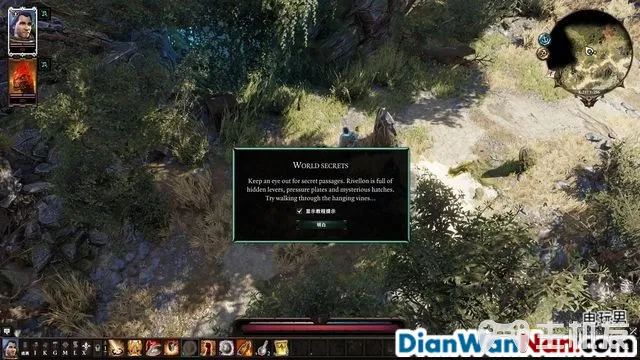 WORLD SECRETS
Keep an eye out for secret passages. Rivellon is full of
hidden levers, pressure plates and mysterious hatches.
Try walking through the hanging vines...
显示教程提示
明白
I K G M L X
电玩男
DianWanNan.com